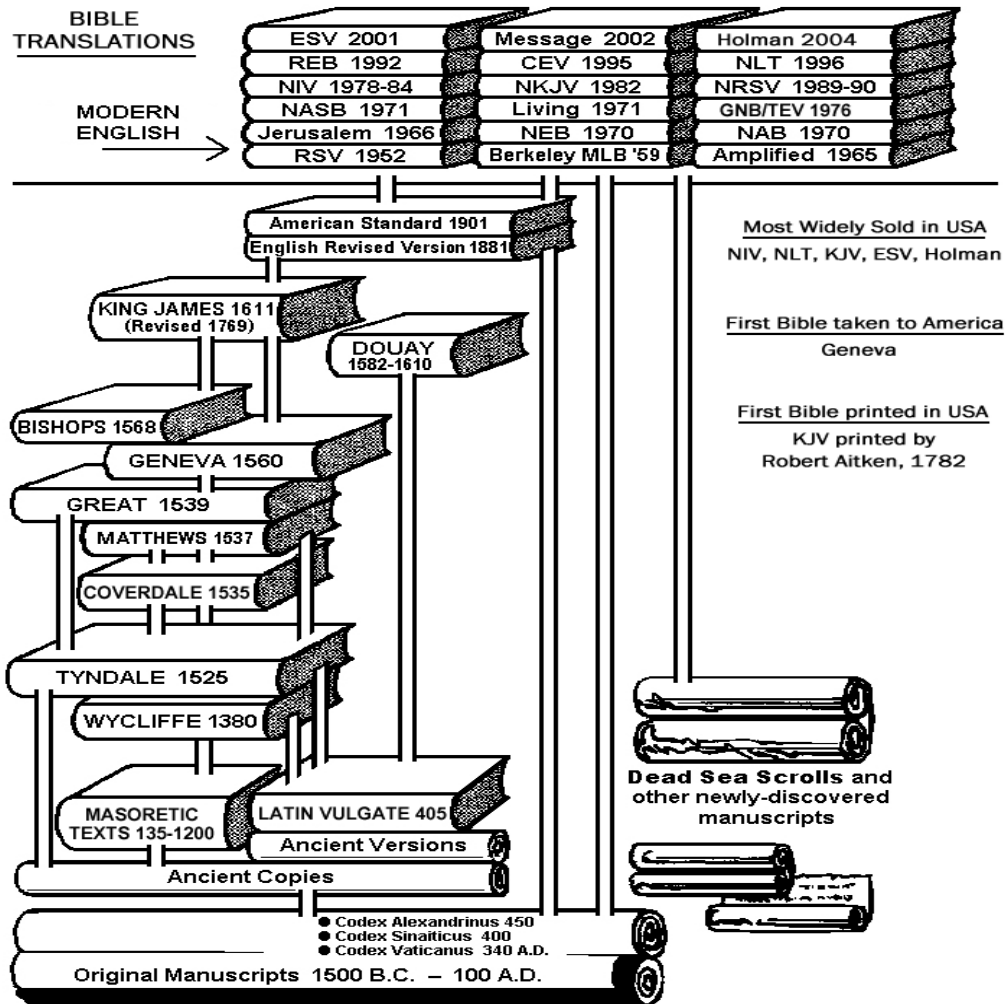 BIBLE
TRANSLATIONS
ESV 2001
REB 1992
NIV 1978-84
NASB 1971
Jerusalem 1966
RSV 1952
Message 2002
CEV 1995
NKJV 1982
Living 1971
NEB 1970
Berkeley MLB '59
Holman 2004
NLT 1996
NRSV 1989-90
GNB/TEV 1976
NAB 1970
Amplified 1965
MODERN
ENGLISH
American Standard 1901
English Revised Version 1881
Most Widely Sold in USA
NIV, NLT, KJV, ESV, Holman
First Bible taken to America
Geneva
First Bible printed in USA
KJV printed by
Robert Aitken, 1782
KING JAMES 1611
(Revised 1769)
DOUAY
1582-1610
BISHOPS 1568
GENEVA 1560
GREAT 1539
MATTHEWS 1537
COVERDALE 1535
TYNDALE 1525
WYCLIFFE 1380
MASORETIC
TEXTS 135-1200
LATIN VULGATE 405
Ancient Versions
Ancient Copies
Dead Sea Scrolls and
other newly-discovered
manuscripts
● Codex Alexandrinus 450
● Codex Sinaiticus 400
● Codex Vaticanus 340 A.D.
Original Manuscripts 1500 B.C. – 100 A.D.